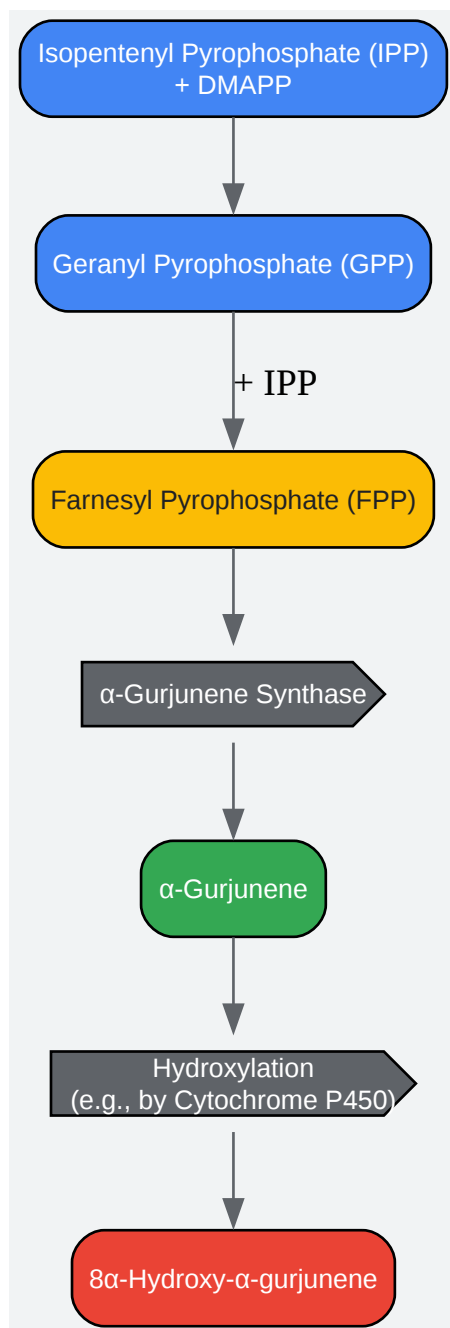 Isopentenyl Pyrophosphate (IPP)
+ DMAPP
Geranyl Pyrophosphate (GPP)
+ IPP
Farnesyl Pyrophosphate (FPP)
α-Gurjunene Synthase
α-Gurjunene
Hydroxylation
(e.g., by Cytochrome P450)
8α-Hydroxy-α-gurjunene